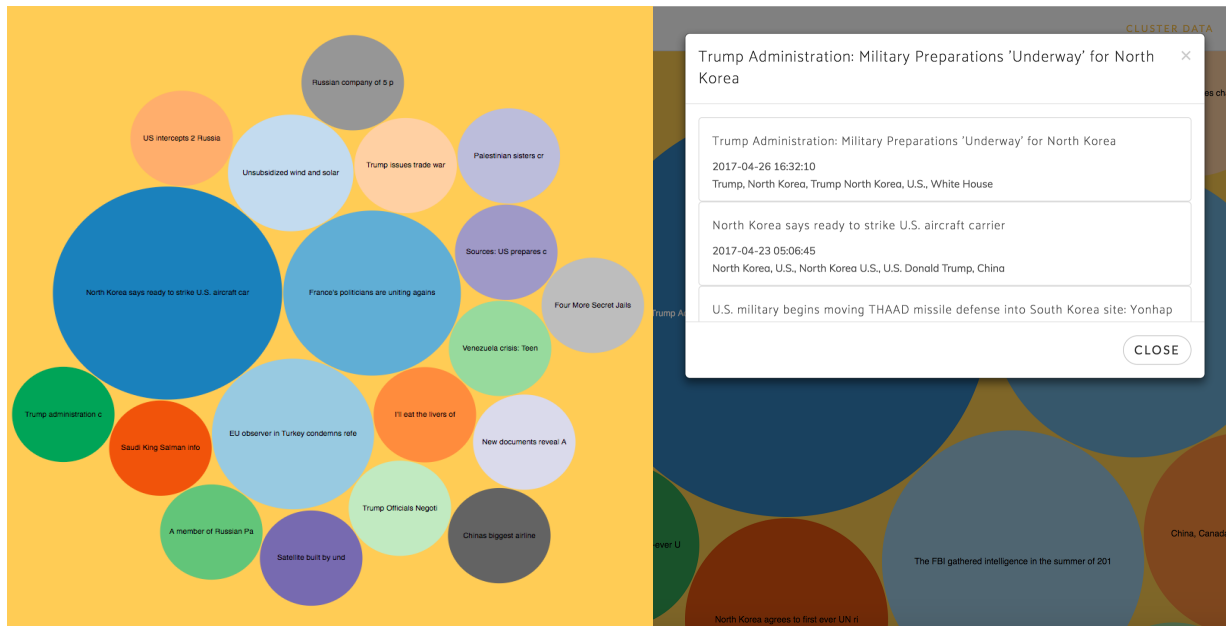 Russian company of 5 p
US intercepts 2 Russia
Unsubsidized wind and solar
Trump issues trade war
Palestinian sisters cr
Sources: US prepares c
North Korea says ready to strike U.S. aircraft car
France's politicians are uniting agains
Four More Secret Jails
Venezuela crisis: Teen
Trump administration c
Saudi King Salman info
EU observer in Turkey condemns refe
I'll eat the livers of
New documents reveal A
A member of Russian Pa
Satellite built by und
Trump Officials Negoti
Chinas biggest airline
CLUSTER DATA
Trump Administration: Military Preparations 'Underway' for North
Korea
×
es ch
Trump Administration: Military Preparations 'Underway' for North Korea
2017-04-26 16:32:10
Trump, North Korea, Trump North Korea, U.S., White House
North Korea says ready to strike U.S. aircraft carrier
2017-04-23 05:06:45
North Korea, U.S., North Korea U.S., U.S. Donald Trump, China
U.S. military begins moving THAAD missile defense into South Korea site: Yonhap
Trump A
CLOSE
-ever U
The FBI gathered intelligence in the summer of 201
China, Canada
North Korea agrees to first ever UN ri